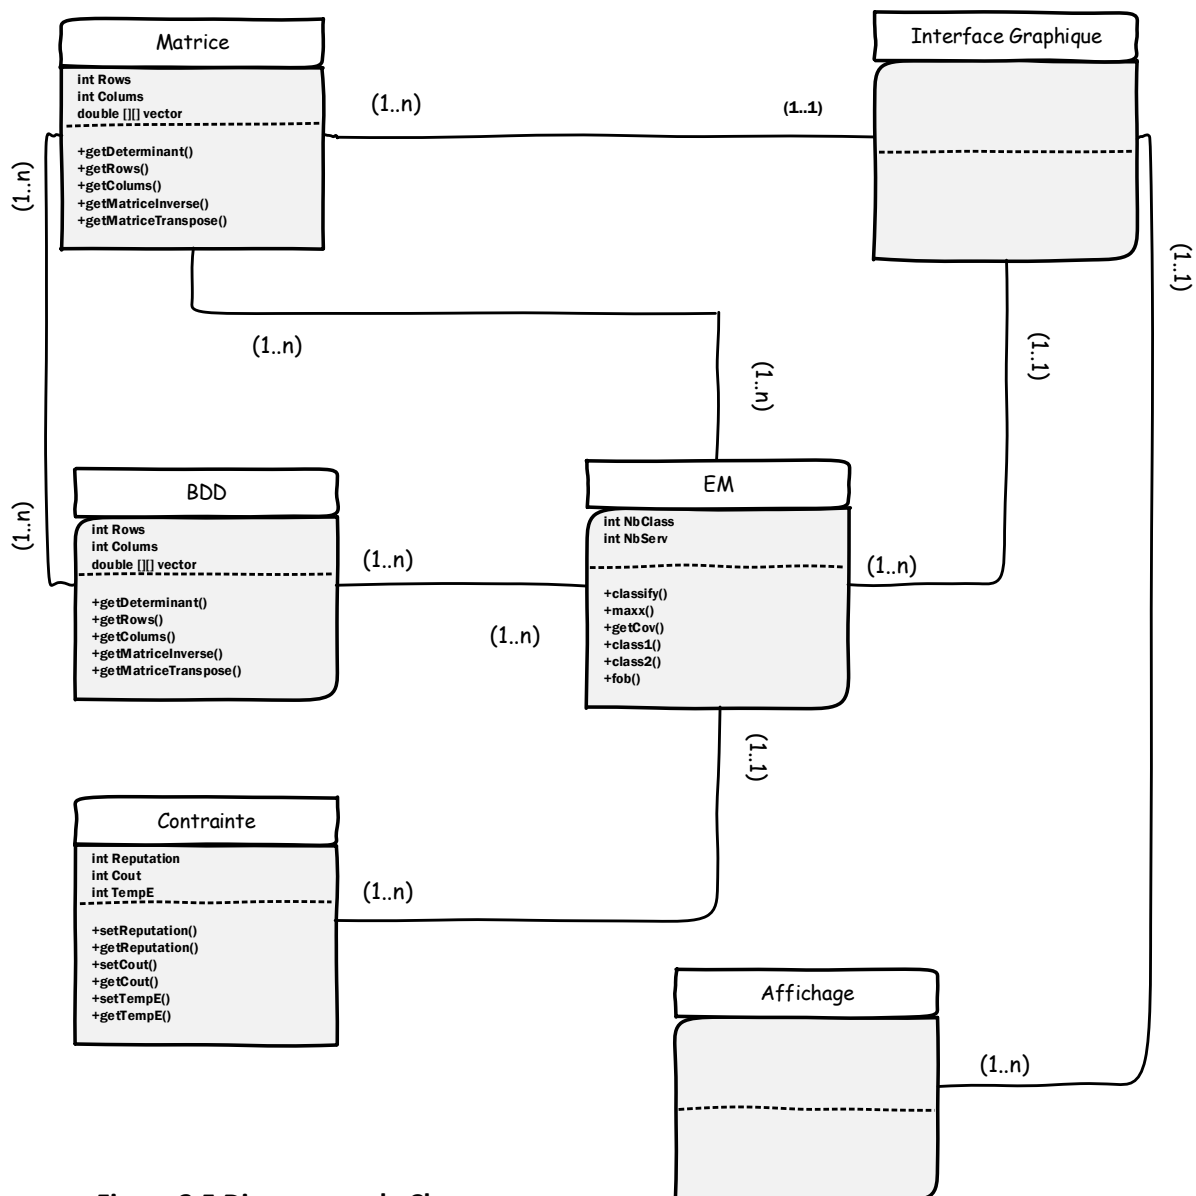 Matrice
int Rows
int Colums
double [][] vector
+getDeterminant()
+getRows()
+getColums()
+getMatriceInverse()
+getMatriceTranspose()
(1..n)
(1..1)
Interface Graphique
(1..n)
(1..1)
(1..n)
(1..n)
(1..1)
(1..n)
BDD
int Rows
int Colums
double [][] vector
+getDeterminant()
+getRows()
+getColums()
+getMatriceInverse()
+getMatriceTranspose()
(1..n)
(1..n)
EM
int NbClass
int NbServ
+classify()
+maxx()
+getCov()
+class1()
+class2()
+fob()
(1..n)
(1..1)
Contrainte
int Reputation
int Cout
int TempE
+setReputation()
+getReputation()
+setCout()
+getCout()
+setTempE()
+getTempE()
(1..n)
Affichage
(1..n)